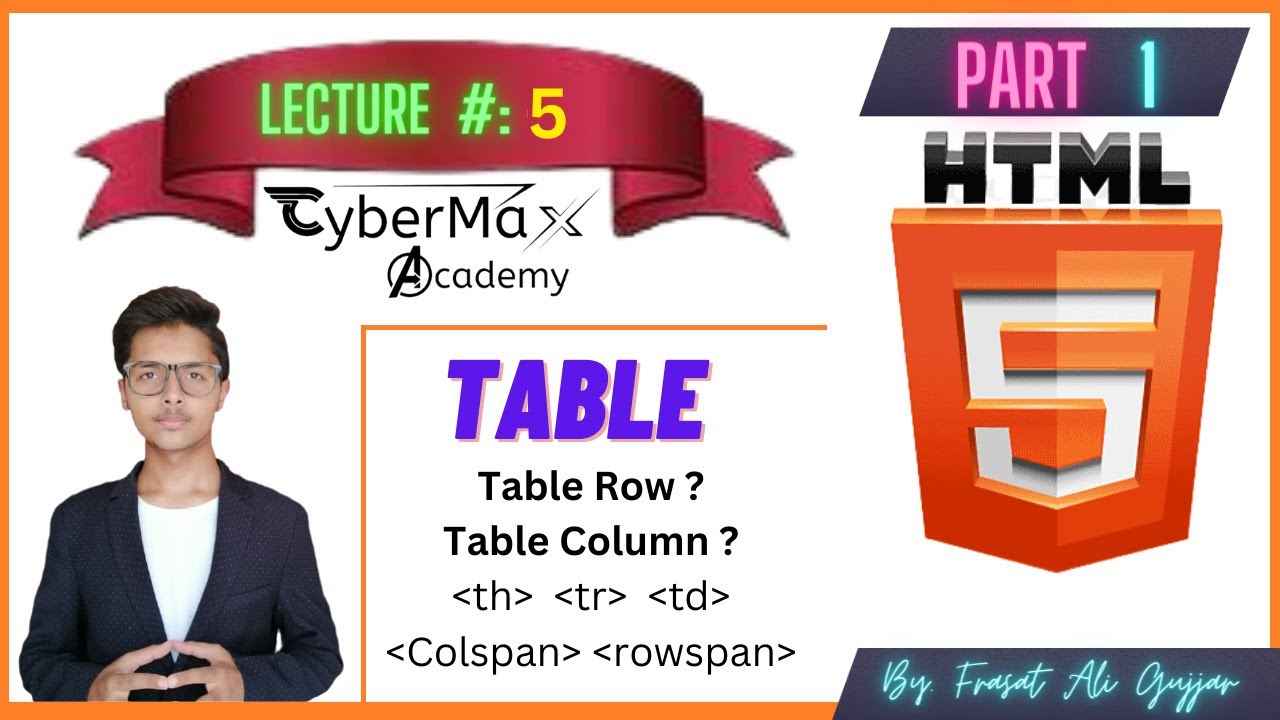 LECTURE #: 5
CyberMax
Academy
PART 1
HTML
5
TABLE
Table Row ?
Table Column ?
<th> <tr> <td>
<Colspan> <rowspan>
By. Frasat Ali Gujjar